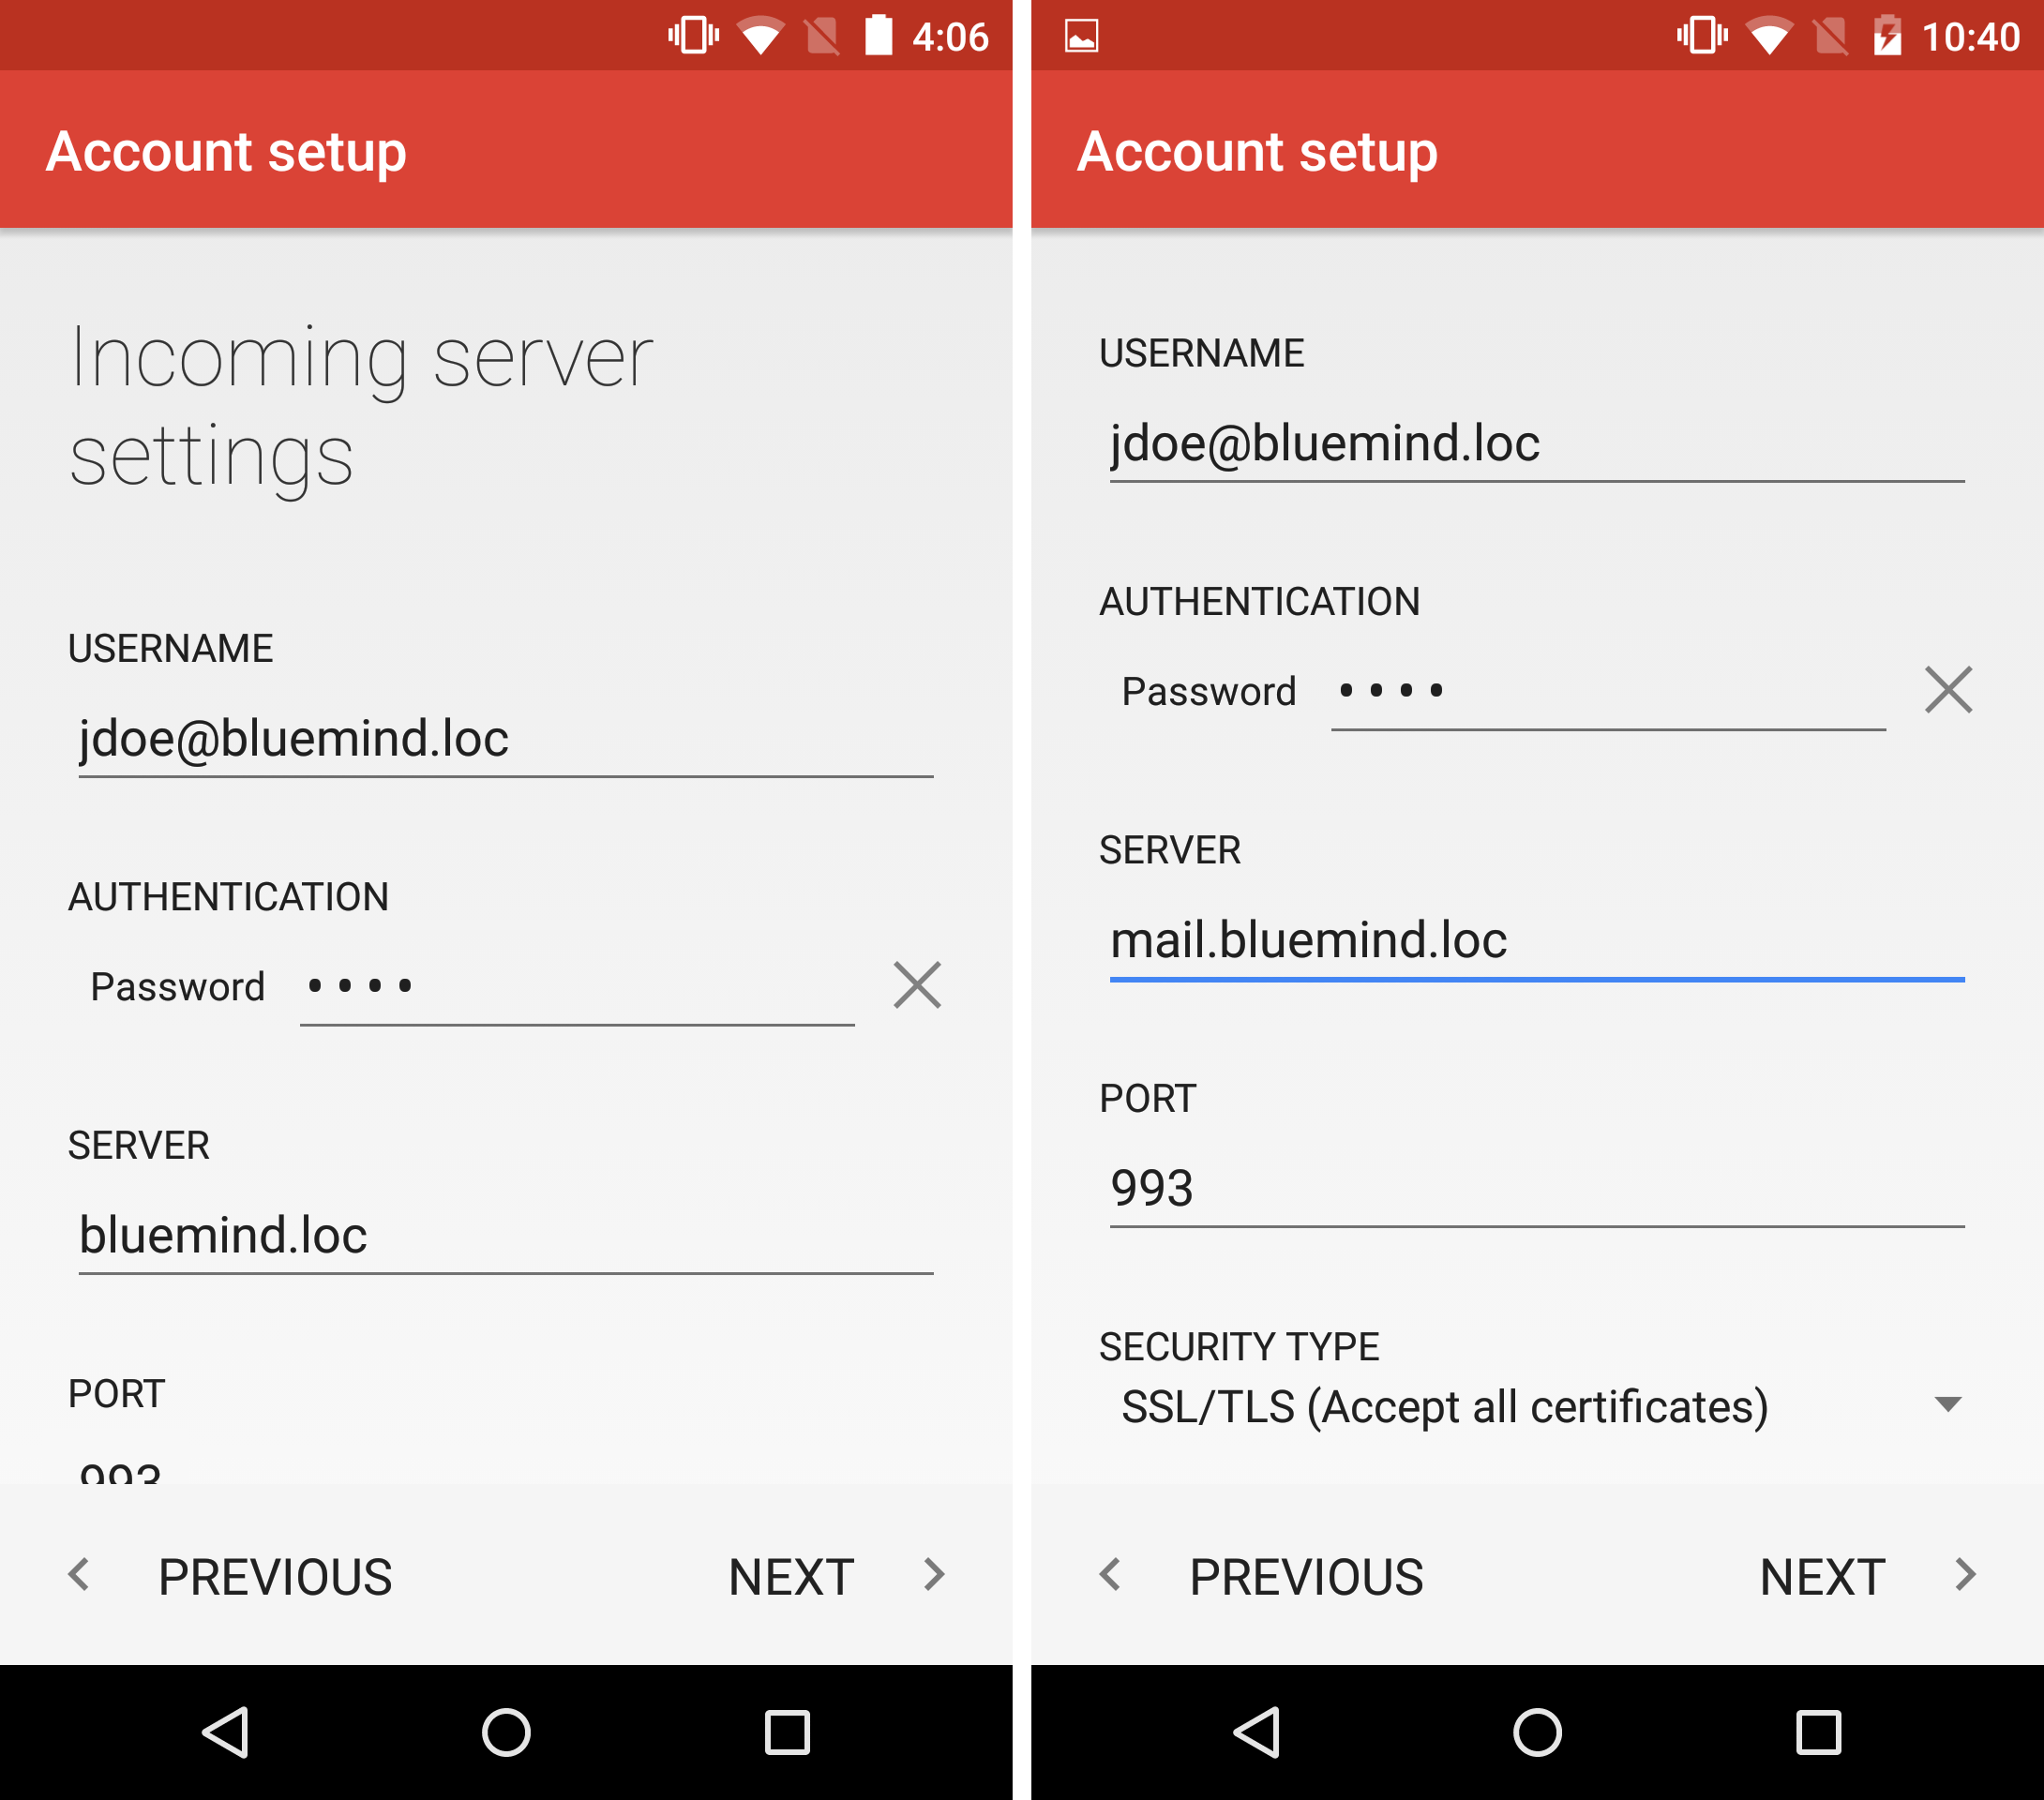 4:06
Account setup
Incoming server
settings
USERNAME
jdoe@bluemind.loc
AUTHENTICATION
Password ••••
SERVER
bluemind.loc
PORT
993
PREVIOUS NEXT
10:40
Account setup
USERNAME
jdoe@bluemind.loc
AUTHENTICATION
Password ••••
SERVER
mail.bluemind.loc
PORT
993
SECURITY TYPE
SSL/TLS (Accept all certificates)
PREVIOUS NEXT